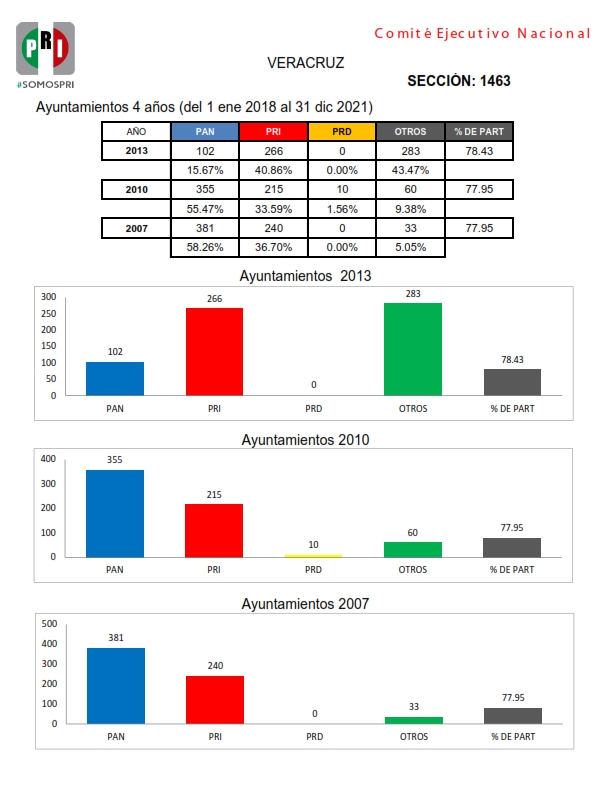 PRI
#SOMOSPRI
Comité Ejecutivo Nacional
VERACRUZ
SECCIÓN: 1463
Ayuntamientos 4 años (del 1 ene 2018 al 31 dic 2021)
AÑO PAN PRI PRD OTROS % DE PART
2013 102 266 0 283 78.43
15.67% 40.86% 0.00% 43.47%
2010 355 215 10 60 77.95
55.47% 33.59% 1.56% 9.38%
2007 381 240 0 33 77.95
58.26% 36.70% 0.00% 5.05%
Ayuntamientos 2013
300
250
200
150
100
50
0
102 266 0 283 78.43
PAN PRI PRD OTROS % DE PART
Ayuntamientos 2010
400
300
200
100
0
355 215 10 60 77.95
PAN PRI PRD OTROS % DE PART
Ayuntamientos 2007
500
400
300
200
100
0
381 240 0 33 77.95
PAN PRI PRD OTROS % DE PART